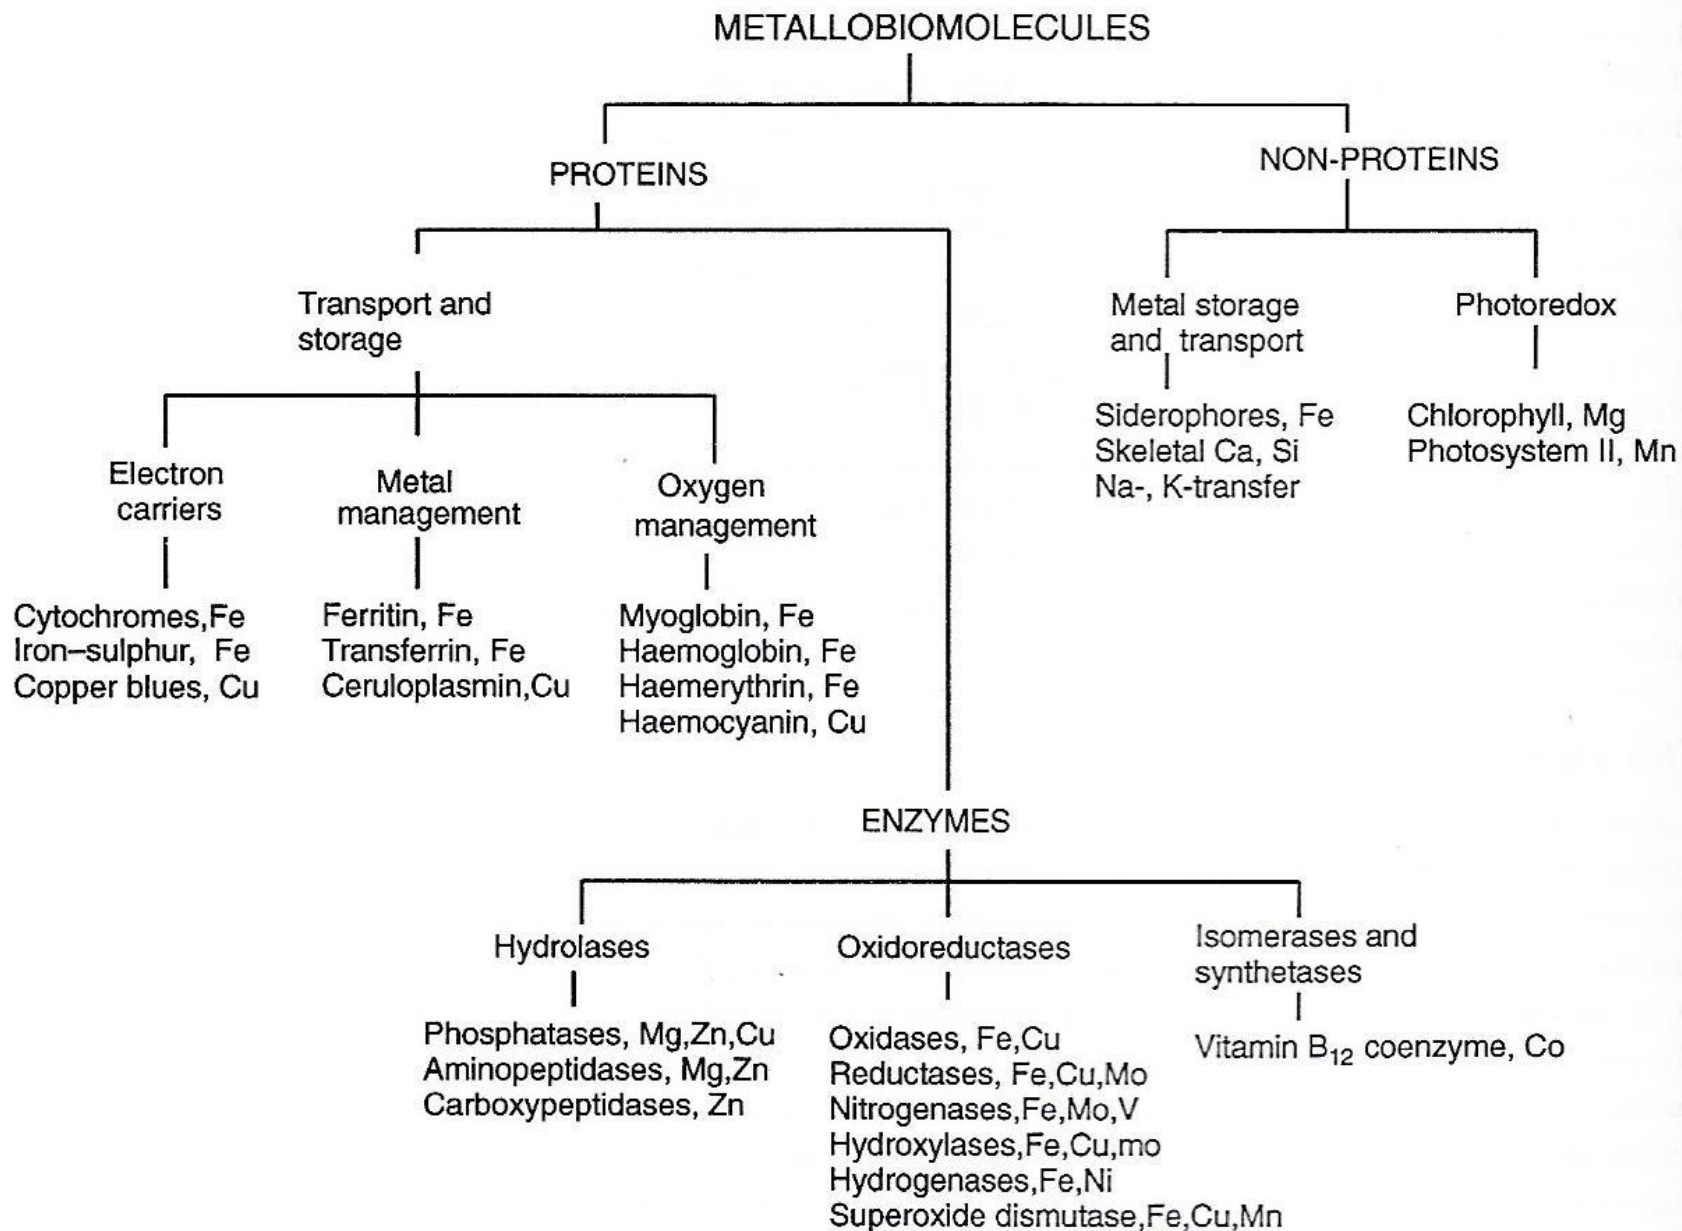 METALLOBIOMOLECULES
PROTEINS
NON-PROTEINS
Transport and
storage
Metal storage
and transport
Photoredox
Siderophores, Fe
Skeletal Ca, Si
Na-, K-transfer
Chlorophyll, Mg
Photosystem II, Mn
Electron
carriers
Metal
management
Oxygen
management
Cytochromes,Fe
Iron–sulphur, Fe
Copper blues, Cu
Ferritin, Fe
Transferrin, Fe
Ceruloplasmin,Cu
Myoglobin, Fe
Haemoglobin, Fe
Haemerythrin, Fe
Haemocyanin, Cu
ENZYMES
Hydrolases
Oxidoreductases
Isomerases and
synthetases
Phosphatases, Mg,Zn,Cu
Aminopeptidases, Mg,Zn
Carboxypeptidases, Zn
Oxidases, Fe,Cu
Reductases, Fe,Cu,Mo
Nitrogenases,Fe,Mo,V
Hydroxylases,Fe,Cu,mo
Hydrogenases,Fe,Ni
Superoxide dismutase,Fe,Cu,Mn
Vitamin B₁₂ coenzyme, Co